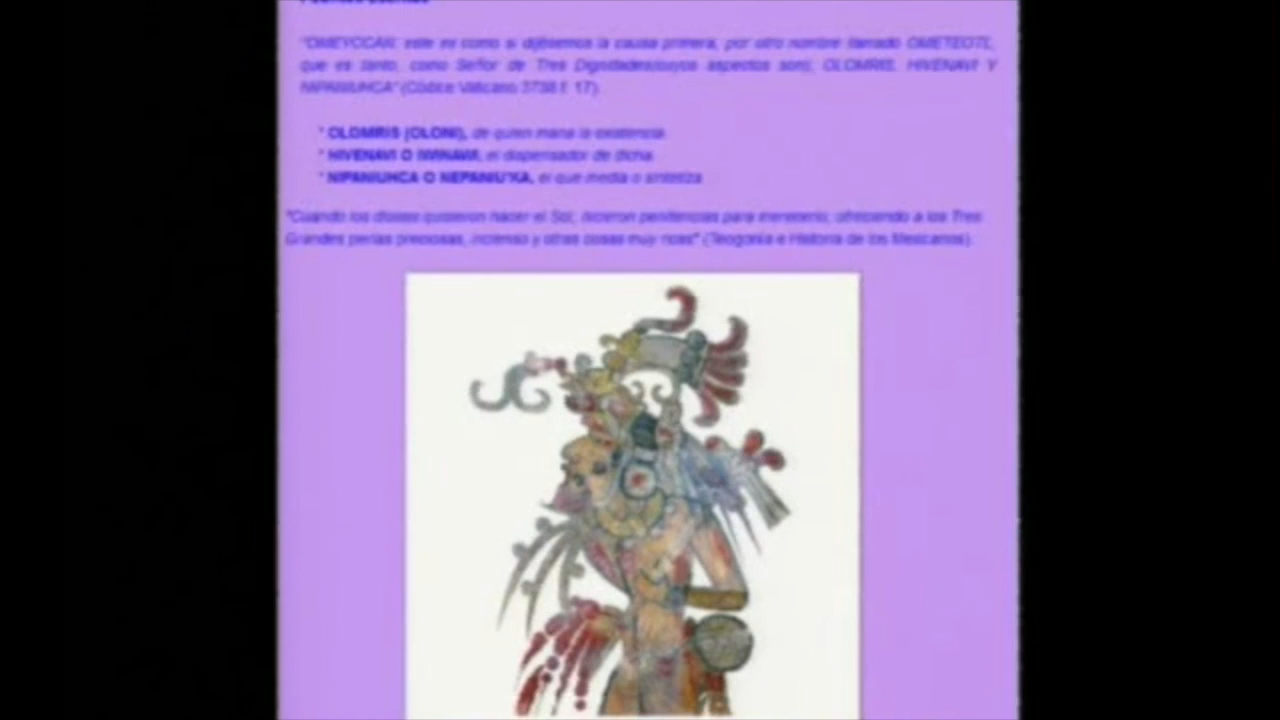 "OMEYOCAN: este es como si dijésemos la causa primera, por otro nombre llamado OMETEOTL,
que es tanto, como Señor de Tres Dignidades(cuyos aspectos son); OLOMRIS, HIVENAVI Y
NIPANIUHCA" (Códice Vaticano 3738 f. 17).
* OLOMRIS (OLONI), de quien mana la existencia
* HIVENAVI O IWINAWI, el dispensador de dicha
* NIPANIUHCA O NEPANIU'KA, el que media o sintetiza
"Cuando los dioses quisieron hacer el Sol, hicieron penitencias para merecerlo, ofreciendo a los Tres
Grandes perlas preciosas, incienso y otras cosas muy ricas" (Teogonía e Historia de los Mexicanos).